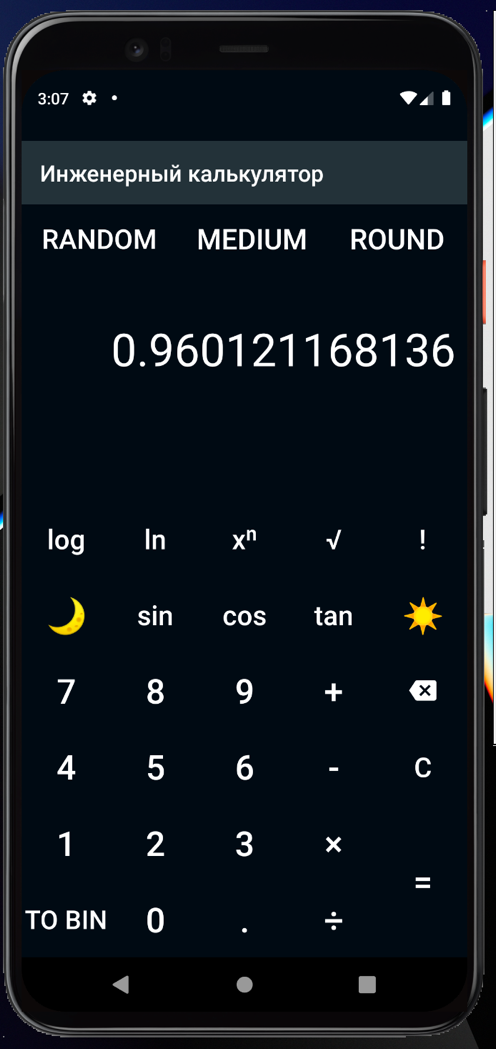 3:07
Инженерный калькулятор
RANDOM MEDIUM ROUND
0.960121168136
log ln xⁿ √ !
sin cos tan
7 8 9 +
4 5 6 - C
1 2 3 ×
=
TO BIN 0 . ÷